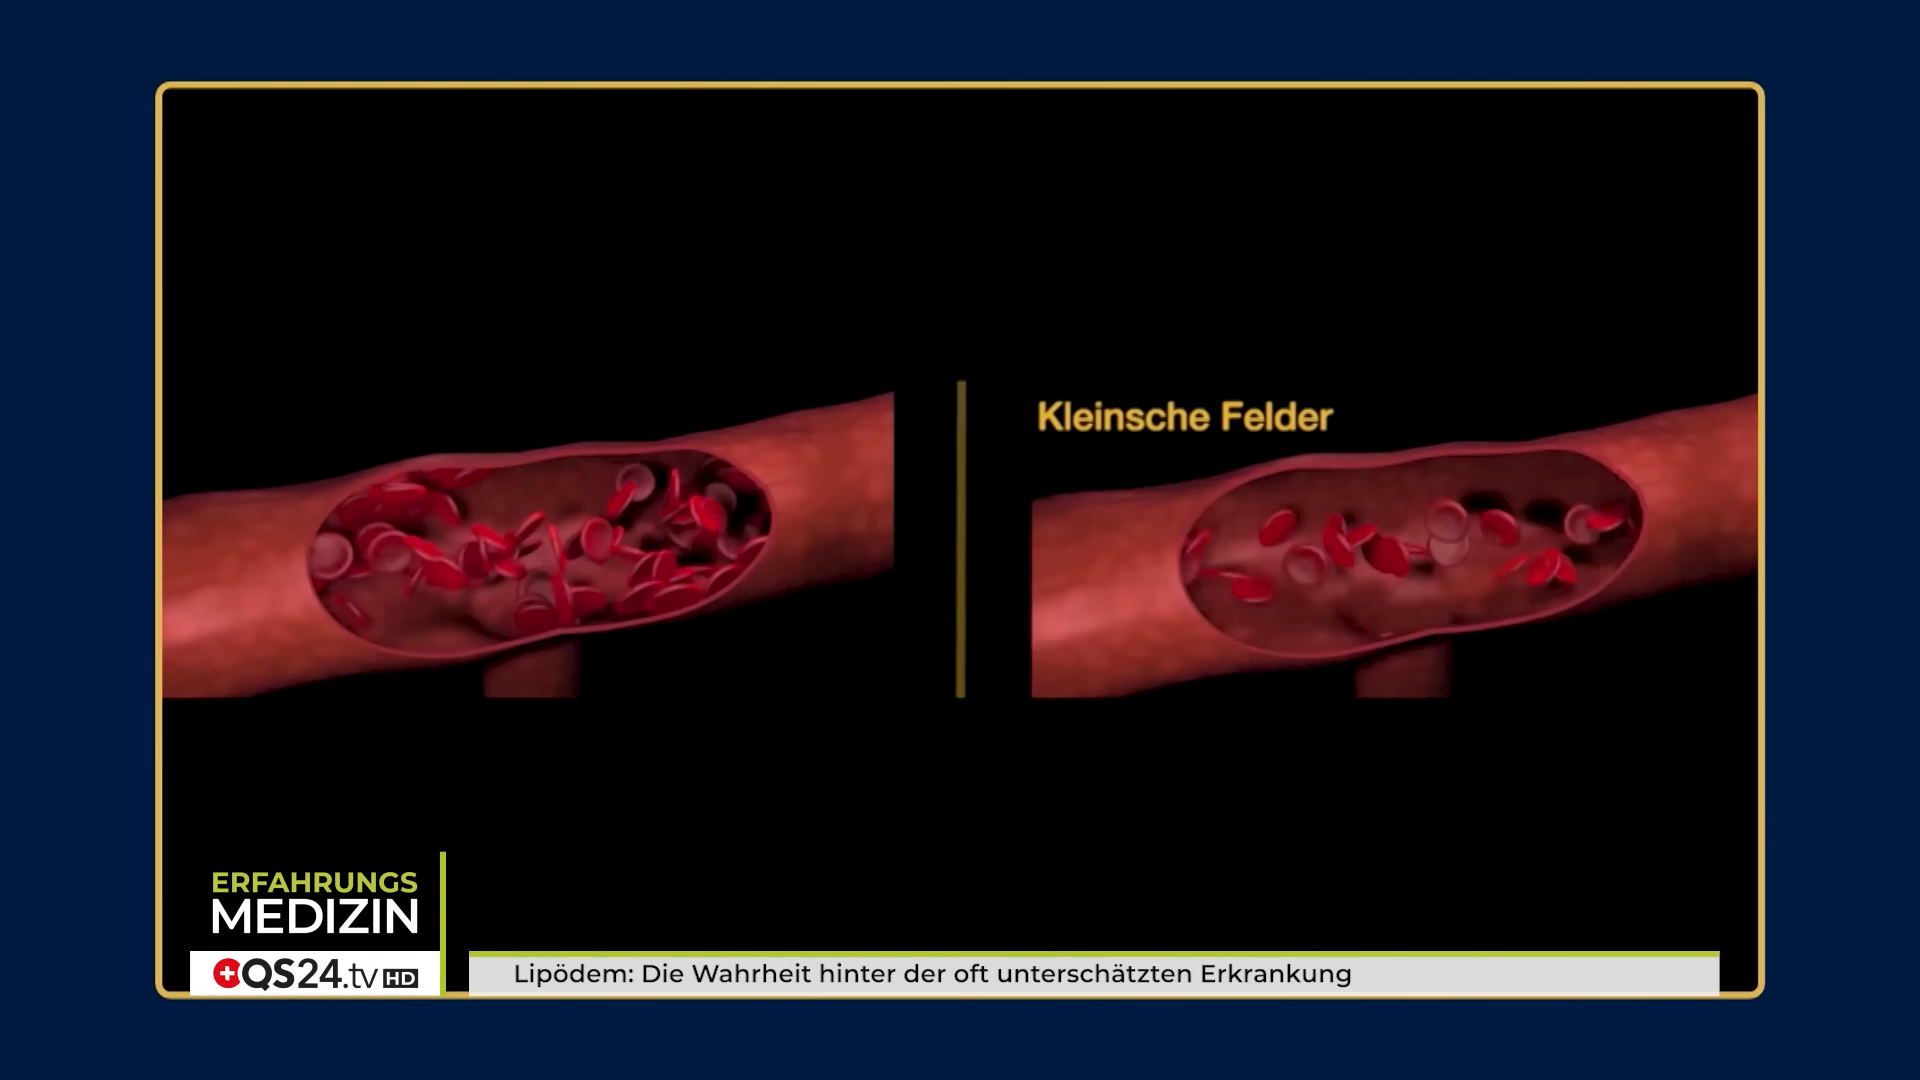 Kleinsche Felder
ERFAHRUNGS
MEDIZIN
QS24.tv HD
Lipödem: Die Wahrheit hinter der oft unterschätzten Erkrankung